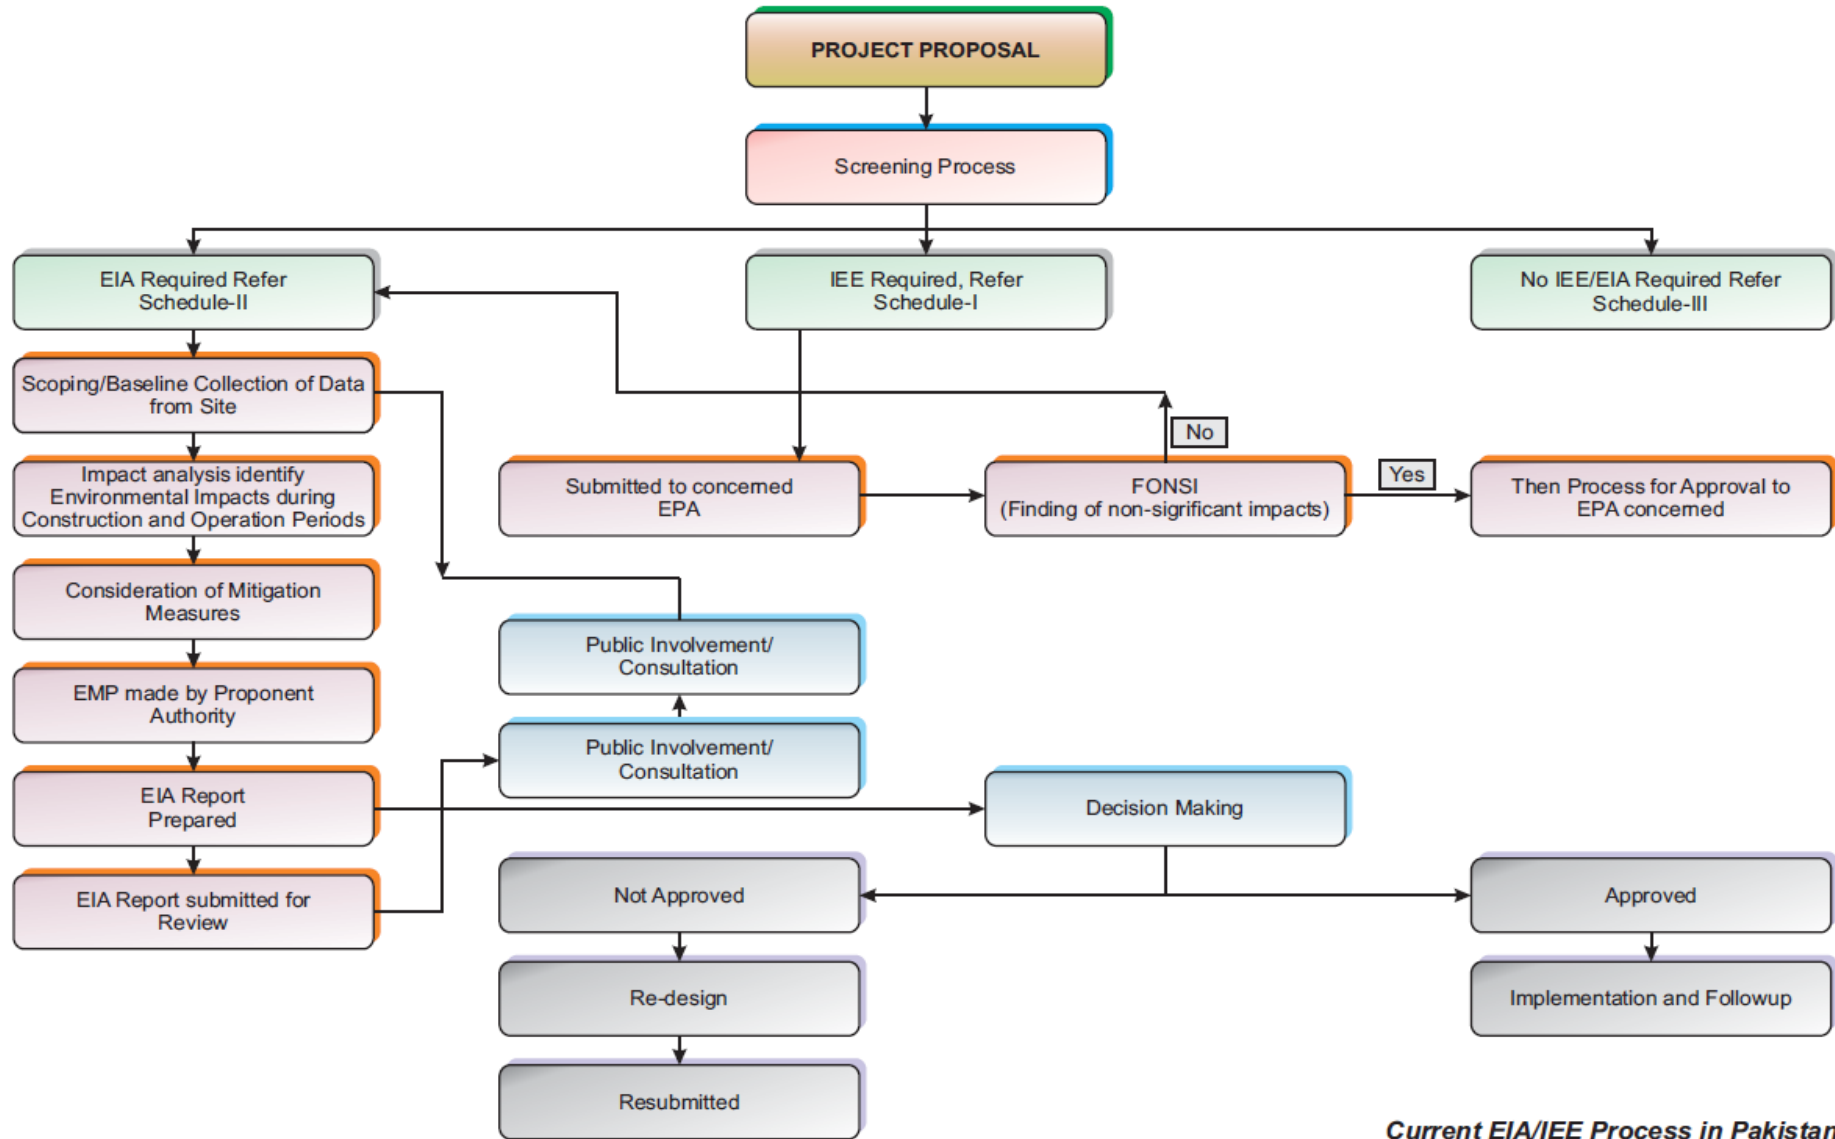 PROJECT PROPOSAL
Screening Process
EIA Required Refer
Schedule-II
IEE Required, Refer
Schedule-I
No IEE/EIA Required Refer
Schedule-III
Scoping/Baseline Collection of Data
from Site
No
Impact analysis identify
Environmental Impacts during
Construction and Operation Periods
Submitted to concerned
EPA
FONSI
(Finding of non-sigrificant impacts)
Yes
Then Process for Approval to
EPA concerned
Consideration of Mitigation
Measures
Public Involvement/
Consultation
EMP made by Proponent
Authority
Public Involvement/
Consultation
EIA Report
Prepared
Decision Making
EIA Report submitted for
Review
Not Approved
Approved
Re-design
Implementation and Followup
Resubmitted
Current EIA/IEE Process in Pakistan